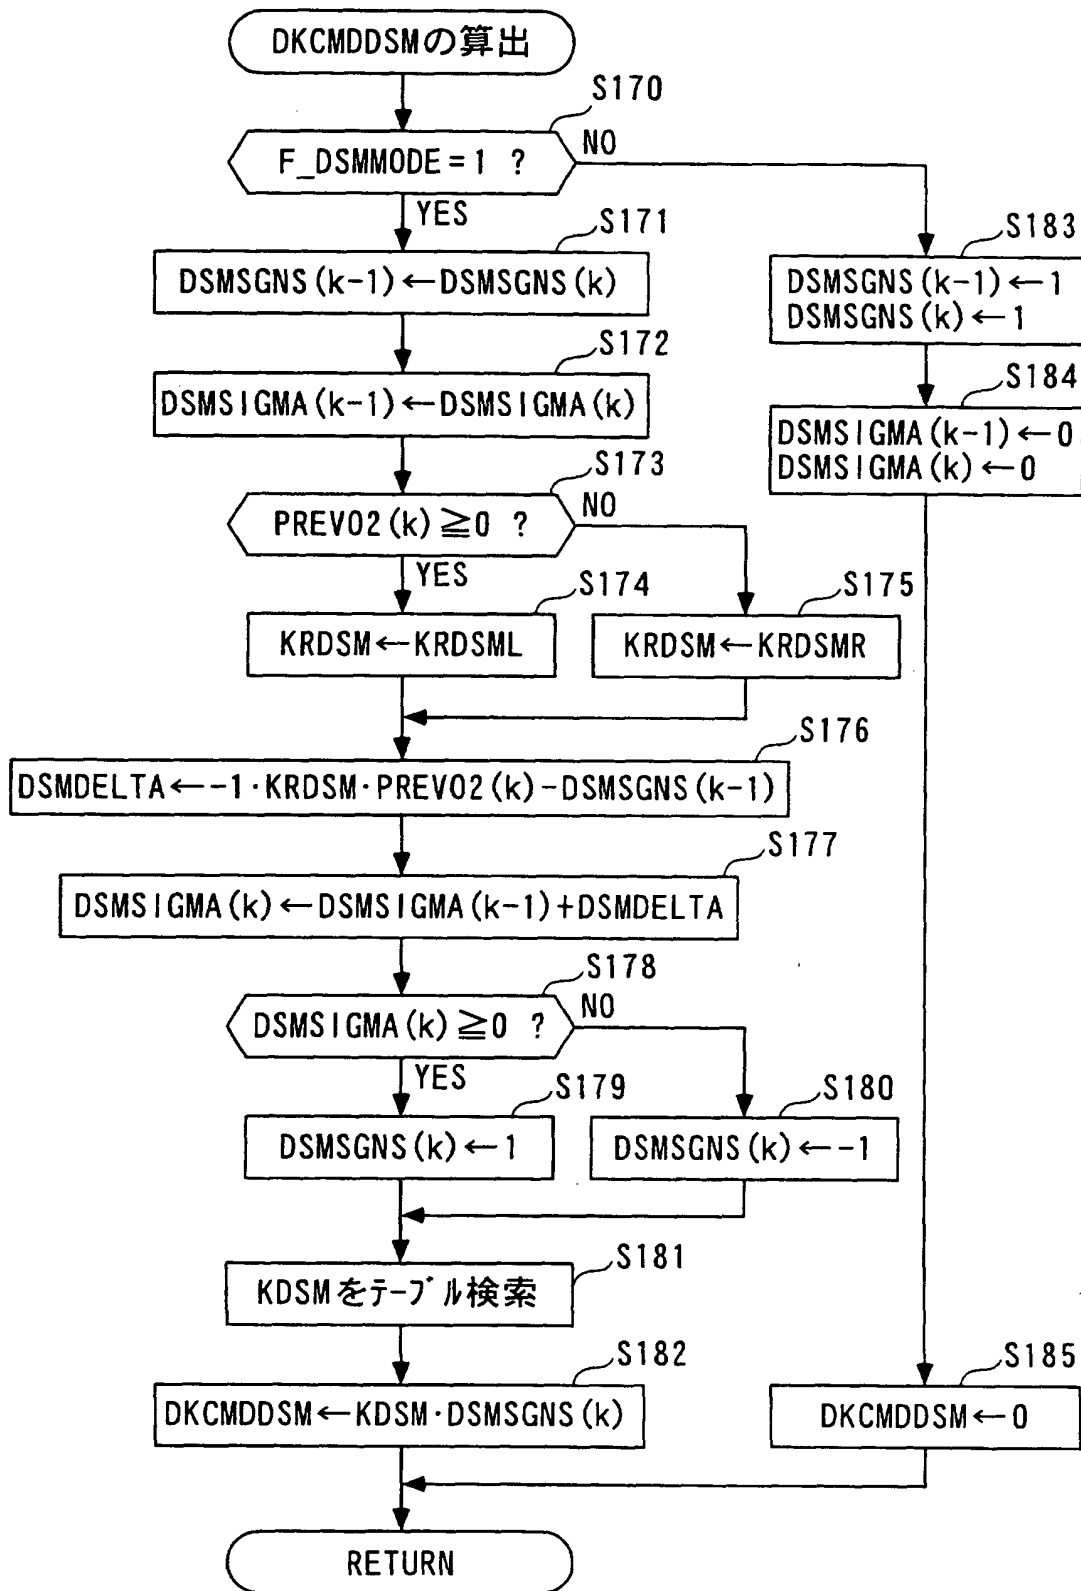 DKCMDDSMの算出
S170
F_DSMMODE=1 ?
NO
YES
S171
DSMSGNS(k-1)←DSMSGNS(k)
S183
DSMSGNS(k-1)←1
DSMSGNS(k)←1
S172
DSMSIGMA(k-1)←DSMSIGMA(k)
S184
DSMSIGMA(k-1)←0
DSMSIGMA(k)←0
S173
PREVO2(k)≧0 ?
NO
YES
S174
KRDSM←KRDSML
S175
KRDSM←KRDSMR
S176
DSMDELTA←-1·KRDSM·PREVO2(k)-DSMSGNS(k-1)
S177
DSMSIGMA(k)←DSMSIGMA(k-1)+DSMDELTA
S178
DSMSIGMA(k)≧0 ?
NO
YES
S179
DSMSGNS(k)←1
S180
DSMSGNS(k)←-1
S181
KDSMをテーブル検索
S182
DKCMDDSM←KDSM·DSMSGNS(k)
S185
DKCMDDSM←0
RETURN